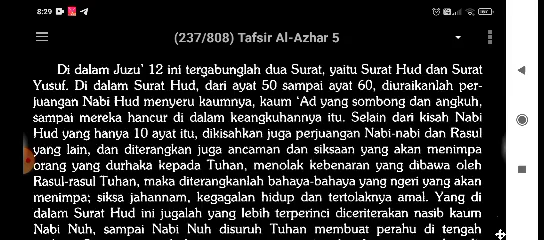 8:29
(237/808) Tafsir Al-Azhar 5
Di dalam Juzu' 12 ini tergabunglah dua Surat, yaitu Surat Hud dan Surat
Yusuf. Di dalam Surat Hud, dari ayat 50 sampai ayat 60, diuraikanlah per-
juangan Nabi Hud menyeru kaumnya, kaum 'Ad yang sombong dan angkuh,
sampai mereka hancur di dalam keangkuhannya itu. Selain dari kisah Nabi
Hud yang hanya 10 ayat itu, dikisahkan juga perjuangan Nabi-nabi dan Rasul
yang lain, dan diterangkan juga ancaman dan siksaan yang akan menimpa
orang yang durhaka kepada Tuhan, menolak kebenaran yang dibawa oleh
Rasul-rasul Tuhan, maka diterangkanlah bahaya-bahaya yang ngeri yang akan
menimpa; siksa jahannam, kegagalan hidup dan tertolaknya amal. Yang di
dalam Surat Hud ini jugalah yang lebih terperinci diceriterakan nasib kaum
Nabi Nuh, sampai Nabi Nuh disuruh Tuhan membuat perahu di tengah